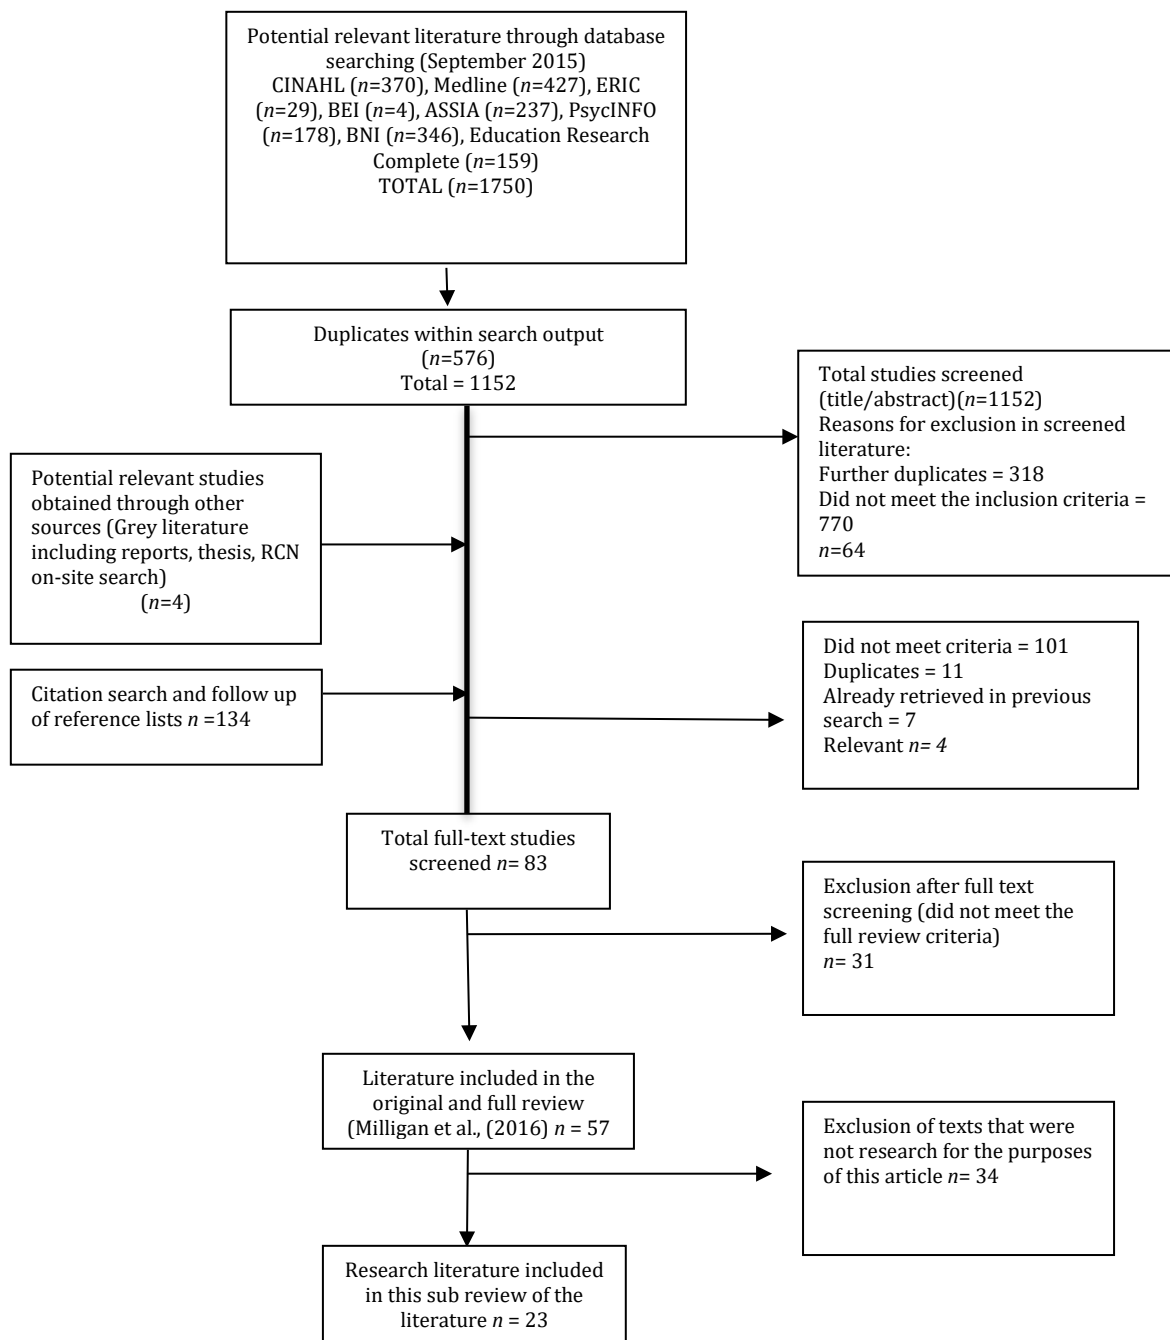 Potential relevant literature through database
searching (September 2015)
CINAHL (n=370), Medline (n=427), ERIC
(n=29), BEI (n=4), ASSIA (n=237), PsycINFO
(n=178), BNI (n=346), Education Research
Complete (n=159)
TOTAL (n=1750)
Duplicates within search output
(n=576)
Total = 1152
Total studies screened
(title/abstract)(n=1152)
Reasons for exclusion in screened
literature:
Further duplicates = 318
Did not meet the inclusion criteria =
770
n=64
Potential relevant studies
obtained through other
sources (Grey literature
including reports, thesis, RCN
on-site search)
(n=4)
Did not meet criteria = 101
Duplicates = 11
Already retrieved in previous
search = 7
Relevant n= 4
Citation search and follow up
of reference lists n =134
Total full-text studies
screened n= 83
Exclusion after full text
screening (did not meet the
full review criteria)
n= 31
Literature included in the
original and full review
(Milligan et al., (2016) n = 57
Exclusion of texts that were
not research for the purposes
of this article n= 34
Research literature included
in this sub review of the
literature n = 23